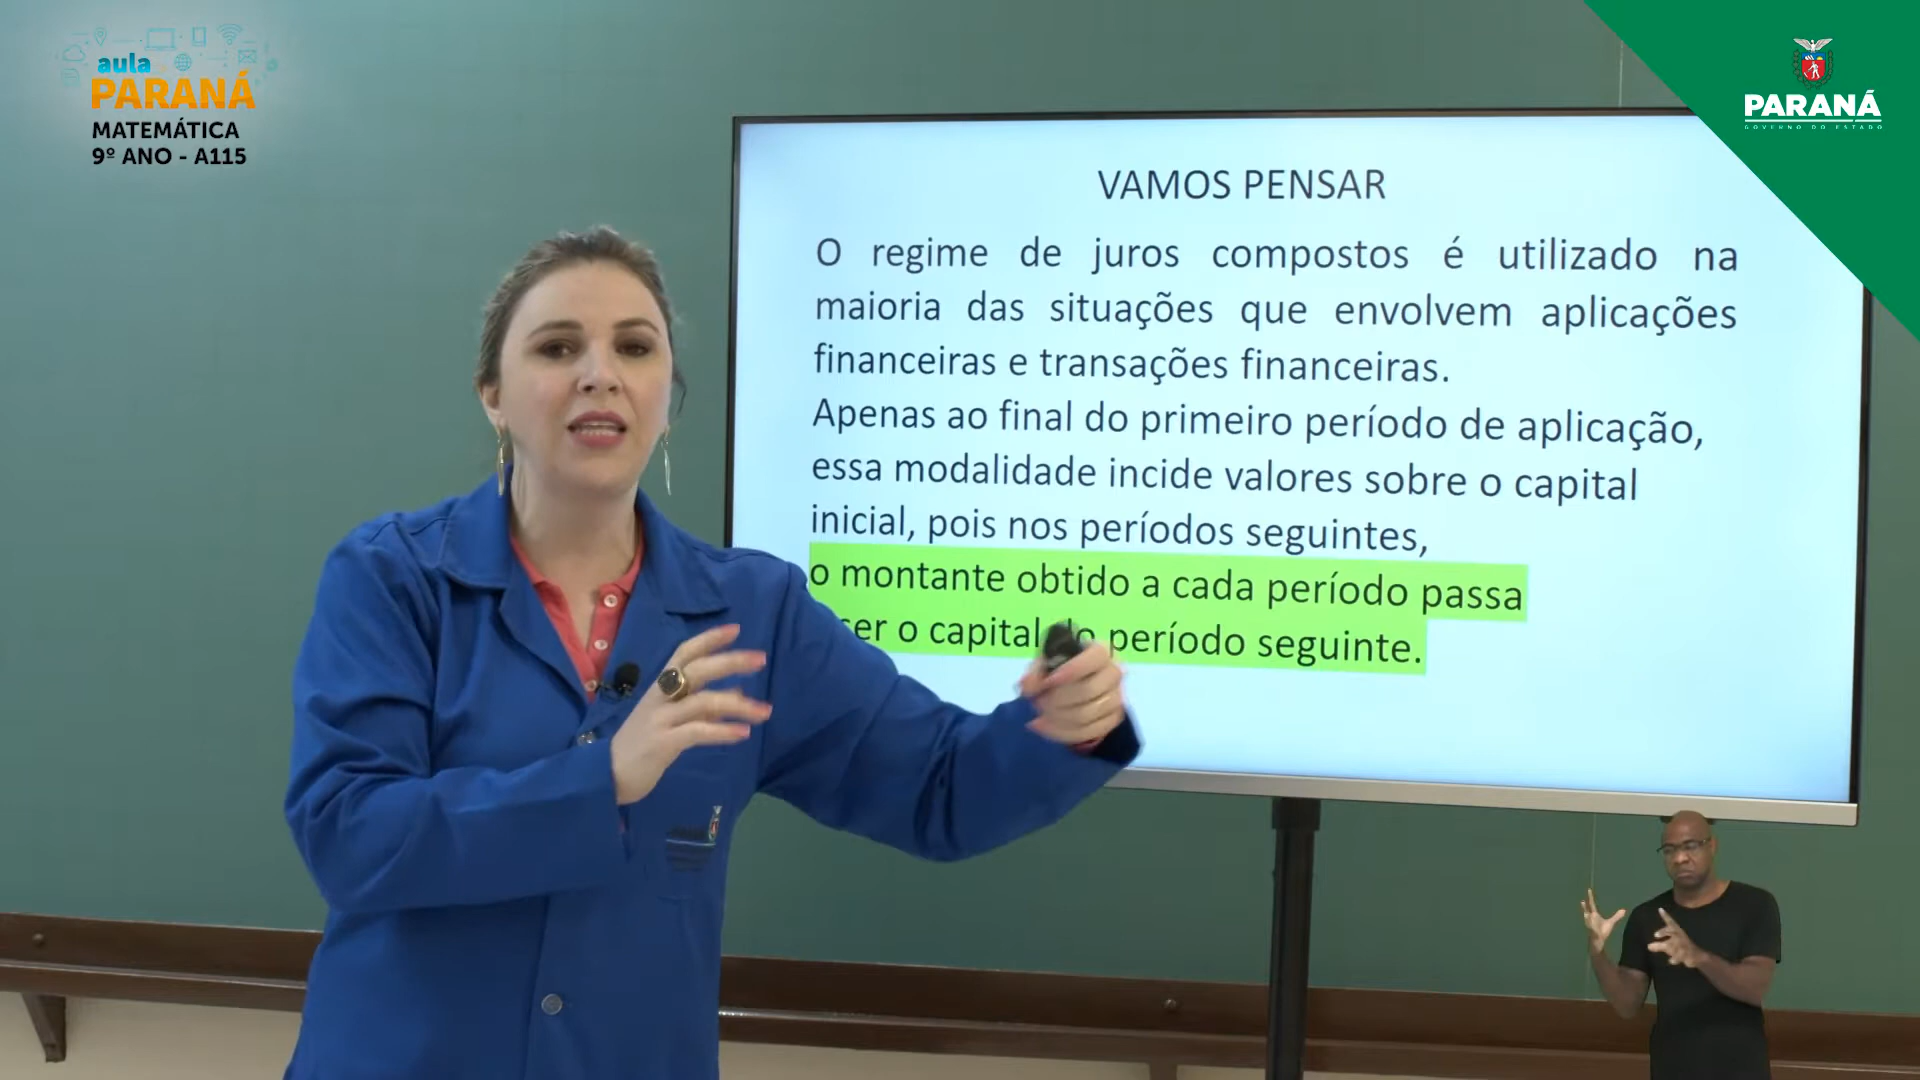 aula
PARANÁ
MATEMÁTICA
9º ANO - A115
PARANÁ
GOVERNO DO ESTADO
VAMOS PENSAR
O regime de juros compostos é utilizado na
maioria das situações que envolvem aplicações
financeiras e transações financeiras.
Apenas ao final do primeiro período de aplicação,
essa modalidade incide valores sobre o capital
inicial, pois nos períodos seguintes,
o montante obtido a cada período passa
ser o capital do período seguinte.